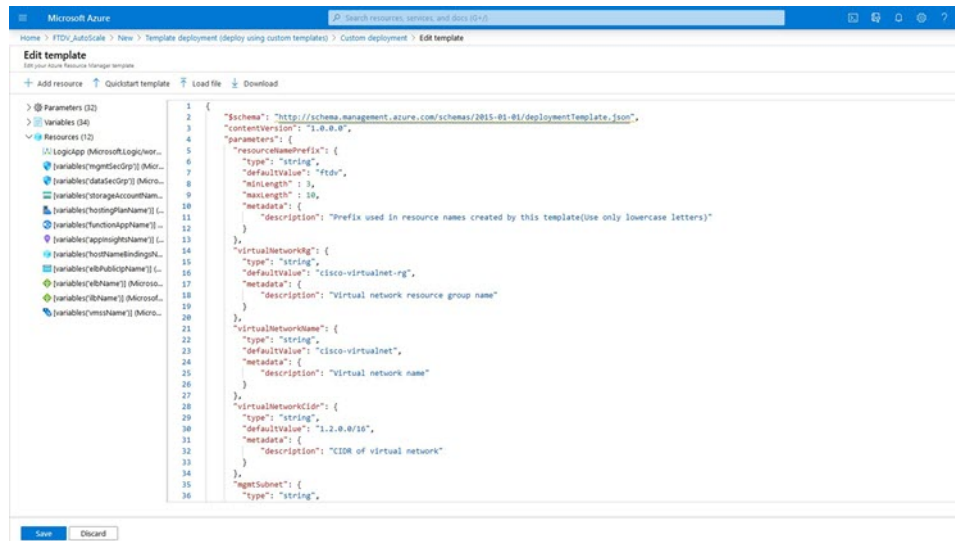 Microsoft Azure
Search resources, services, and docs (G+/)
Home > FTDV_AutoScale > New > Template deployment (deploy using custom templates) > Custom deployment > Edit template
Edit template
Edit your Azure Resource Manager template
Add resource Quickstart template Load file Download
Parameters (32)
Variables (34)
Resources (12)
LogicApp (Microsoft.Logic/wor...
[variables('mgmtSecGrp')] (Micr...
[variables('dataSecGrp')] (Micro...
[variables('storageAccountNam...
[variables('hostingPlanName')] (...
[variables('functionAppName')] ...
[variables('appInsightsName')] (...
[variables('hostNameBindingsN...
[variables('elbPublicIpName')] (...
[variables('elbName')] (Microso...
[variables('ilbName')] (Microsof...
[variables('vmssName')] (Micro...
1 {
2 "$schema": "http://schema.management.azure.com/schemas/2015-01-01/deploymentTemplate.json",
3 "contentVersion": "1.0.0.0",
4 "parameters": {
5 "resourceNamePrefix": {
6 "type": "string",
7 "defaultValue": "ftdv",
8 "minLength" : 3,
9 "maxLength" : 10,
10 "metadata": {
11 "description": "Prefix used in resource names created by this template(Use only lowercase letters)"
12 }
13 },
14 "virtualNetworkRg": {
15 "type": "string",
16 "defaultValue": "cisco-virtualnet-rg",
17 "metadata": {
18 "description": "Virtual network resource group name"
19 }
20 },
21 "virtualNetworkName": {
22 "type": "string",
23 "defaultValue": "cisco-virtualnet",
24 "metadata": {
25 "description": "Virtual network name"
26 }
27 },
28 "virtualNetworkCidr": {
29 "type": "string",
30 "defaultValue": "1.2.0.0/16",
31 "metadata": {
32 "description": "CIDR of virtual network"
33 }
34 },
35 "mgmtSubnet": {
36 "type": "string",
Save Discard